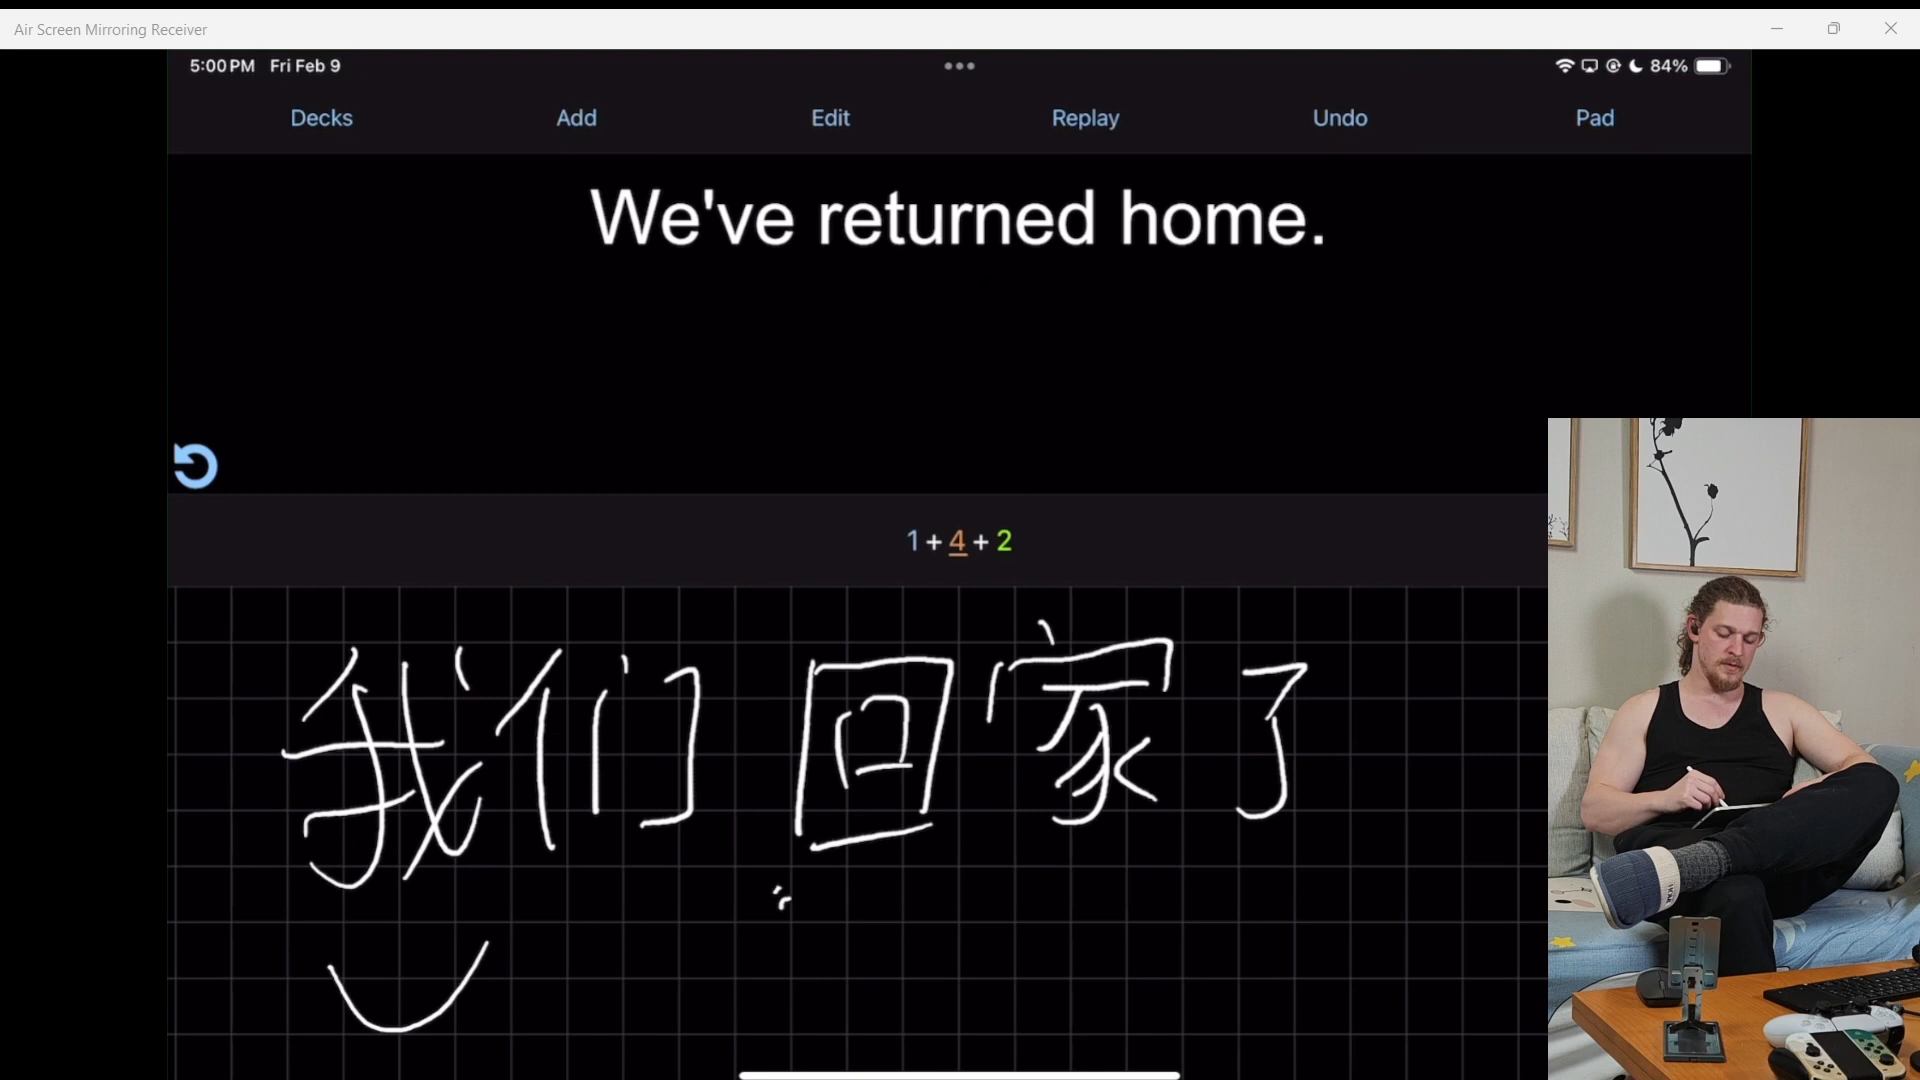 Air Screen Mirroring Receiver
5:00 PM Fri Feb 9
84%
Decks Add Edit Replay Undo Pad
We've returned home.
1 + 4 + 2
我们回家了